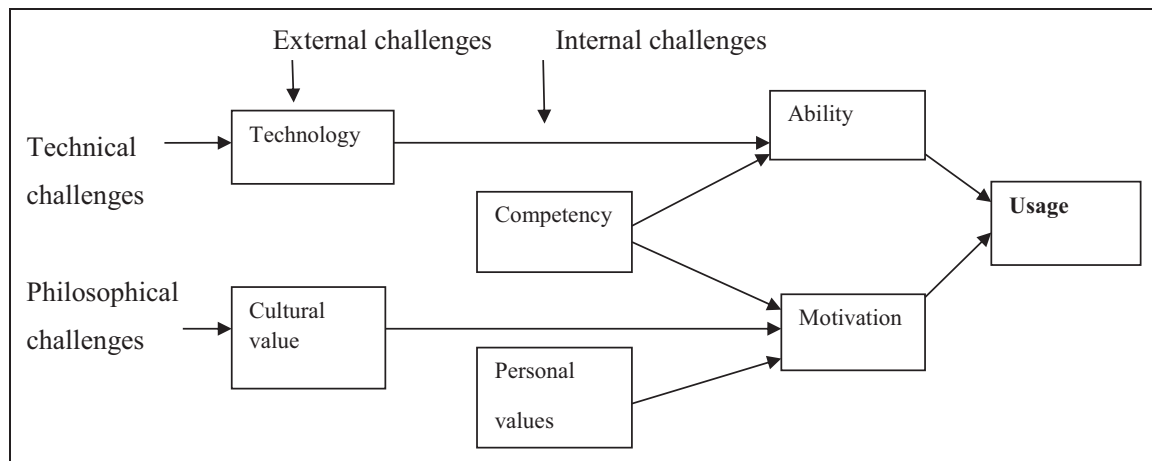 External challenges
Internal challenges
Technology
Ability
Technical
challenges
Competency
Usage
Philosophical
challenges
Cultural
value
Motivation
Personal
values